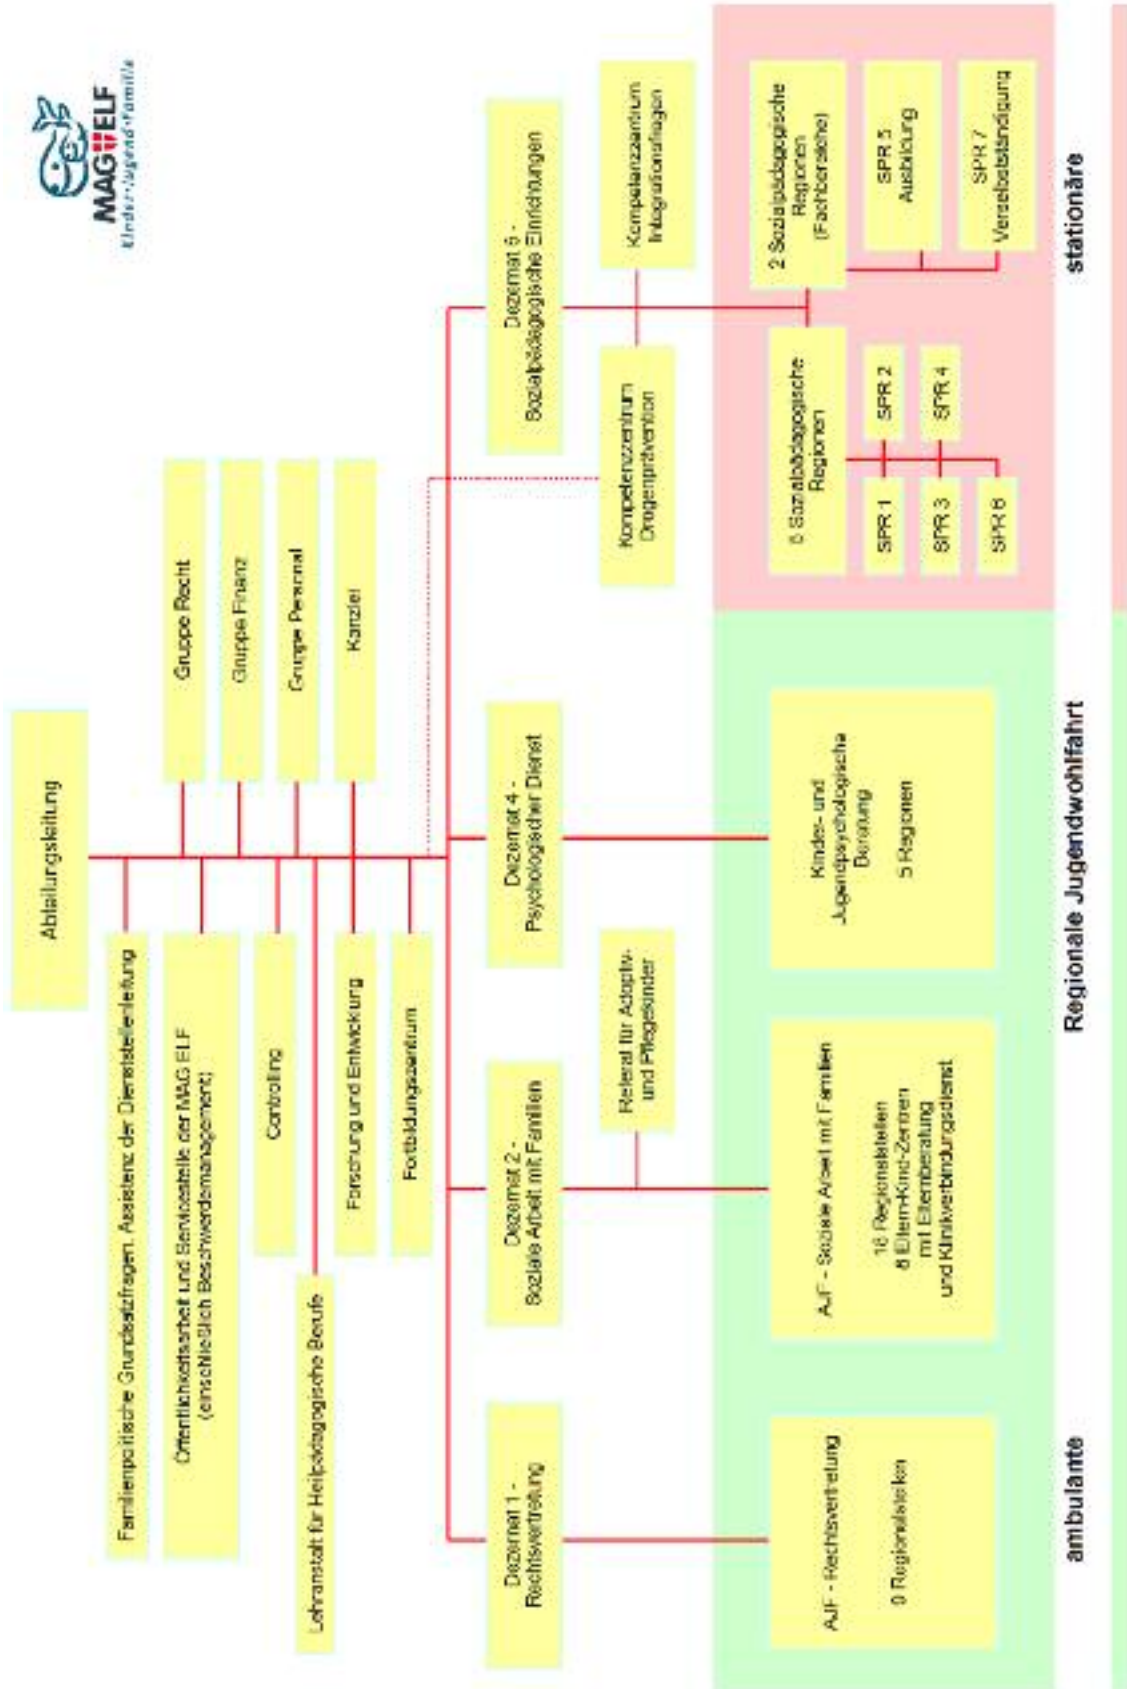 MAG ELF
Kinder·Jugend·Familie
Abteilungsleitung
Familienpolitische Grundsatzfragen, Assistenz der Dienststellenleitung
Öffentlichkeitsarbeit und Servicestelle der MAG ELF
(einschließlich Beschwerdemanagement)
Controlling
Lehranstalt für Heilpädagogische Berufe
Forschung und Entwicklung
Fortbildungszentrum
Gruppe Recht
Gruppe Finanz
Gruppe Personal
Kanzlei
Dezernat 1 -
Rechtsvertretung
Dezernat 2 -
Soziale Arbeit mit Familien
Dezernat 4 -
Psychologischer Dienst
Dezernat 6 -
Sozialpädagogische Einrichtungen
Referat für Adoptiv-
und Pflegekinder
Kompetenzzentrum
Drogenprävention
Kompetenzzentrum
Integrationsfragen
AJF - Rechtsvertretung
9 Regionalstellen
AJF - Soziale Arbeit mit Familien
Regionalstellen
Eltern-Kind-Zentren
mit Elternberatung
und Klinikverbindungsdienst
Kinder- und
Jugendpsychologische
Beratung
5 Regionen
Sozialpädagogische
Regionen
SPR 1
SPR 2
SPR 3
SPR 4
SPR 6
2 Sozialpädagogische
Regionen
(Fachbereiche)
SPR 5
Ausbildung
SPR 7
Verselbstständigung
ambulante
Regionale Jugendwohlfahrt
stationäre